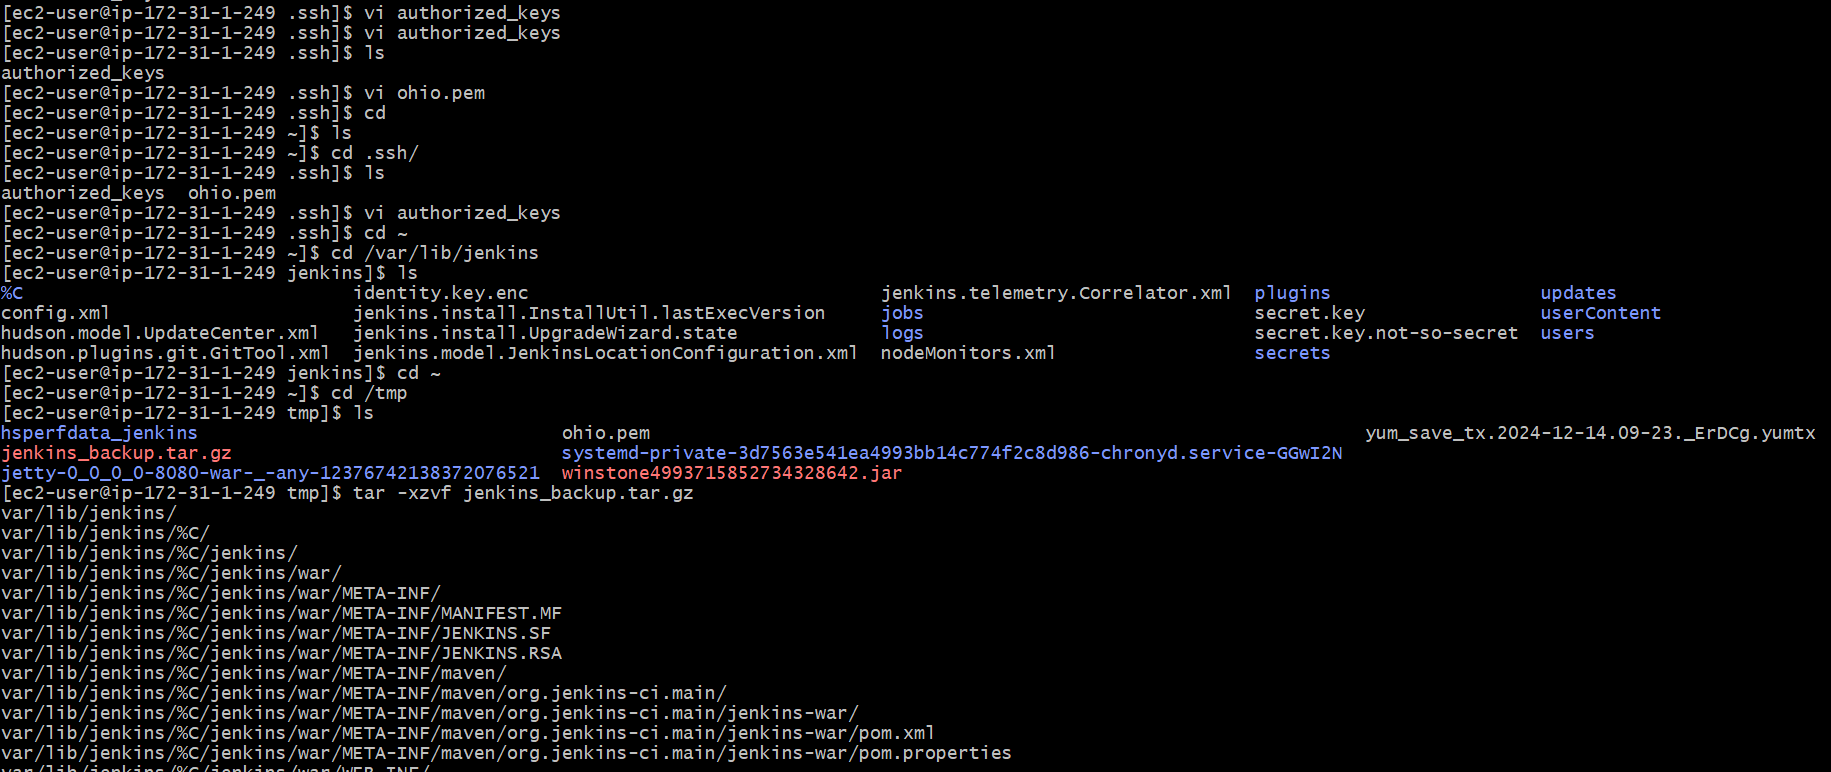 [ec2-user@ip-172-31-1-249 .ssh]$ vi authorized_keys
[ec2-user@ip-172-31-1-249 .ssh]$ vi authorized_keys
[ec2-user@ip-172-31-1-249 .ssh]$ ls
authorized_keys
[ec2-user@ip-172-31-1-249 .ssh]$ vi ohio.pem
[ec2-user@ip-172-31-1-249 .ssh]$ cd
[ec2-user@ip-172-31-1-249 ~]$ ls
[ec2-user@ip-172-31-1-249 ~]$ cd .ssh/
[ec2-user@ip-172-31-1-249 .ssh]$ ls
authorized_keys  ohio.pem
[ec2-user@ip-172-31-1-249 .ssh]$ vi authorized_keys
[ec2-user@ip-172-31-1-249 .ssh]$ cd ~
[ec2-user@ip-172-31-1-249 ~]$ cd /var/lib/jenkins
[ec2-user@ip-172-31-1-249 jenkins]$ ls
%C identity.key.enc jenkins.telemetry.Correlator.xml plugins updates
config.xml jenkins.install.InstallUtil.lastExecVersion jobs secret.key userContent
hudson.model.UpdateCenter.xml jenkins.install.UpgradeWizard.state logs secret.key.not-so-secret users
hudson.plugins.git.GitTool.xml jenkins.model.JenkinsLocationConfiguration.xml nodeMonitors.xml secrets
[ec2-user@ip-172-31-1-249 jenkins]$ cd ~
[ec2-user@ip-172-31-1-249 ~]$ cd /tmp
[ec2-user@ip-172-31-1-249 tmp]$ ls
hsperfdata_jenkins ohio.pem yum_save_tx.2024-12-14.09-23._ErDCg.yumtx
jenkins_backup.tar.gz systemd-private-3d7563e541ea4993bb14c774f2c8d986-chronyd.service-GGwI2N
jetty-0_0_0_0-8080-war-_-any-12376742138372076521 winstone4993715852734328642.jar
[ec2-user@ip-172-31-1-249 tmp]$ tar -xzvf jenkins_backup.tar.gz
var/lib/jenkins/
var/lib/jenkins/%C/
var/lib/jenkins/%C/jenkins/
var/lib/jenkins/%C/jenkins/war/
var/lib/jenkins/%C/jenkins/war/META-INF/
var/lib/jenkins/%C/jenkins/war/META-INF/MANIFEST.MF
var/lib/jenkins/%C/jenkins/war/META-INF/JENKINS.SF
var/lib/jenkins/%C/jenkins/war/META-INF/JENKINS.RSA
var/lib/jenkins/%C/jenkins/war/META-INF/maven/
var/lib/jenkins/%C/jenkins/war/META-INF/maven/org.jenkins-ci.main/
var/lib/jenkins/%C/jenkins/war/META-INF/maven/org.jenkins-ci.main/jenkins-war/
var/lib/jenkins/%C/jenkins/war/META-INF/maven/org.jenkins-ci.main/jenkins-war/pom.xml
var/lib/jenkins/%C/jenkins/war/META-INF/maven/org.jenkins-ci.main/jenkins-war/pom.properties
var/lib/jenkins/%C/jenkins/war/WEB-INF/